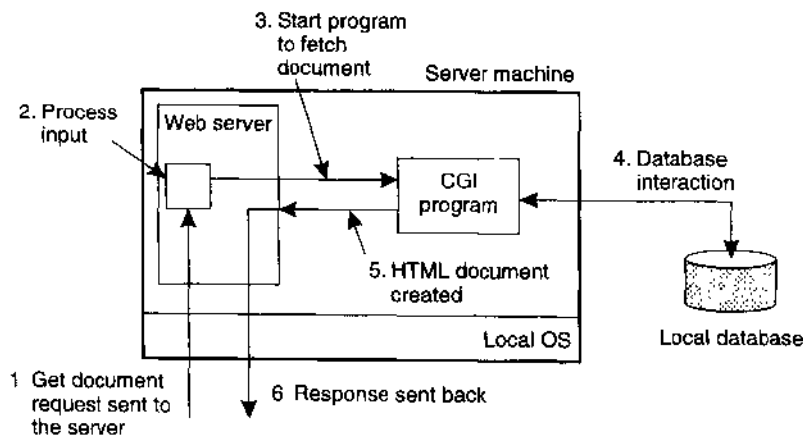 3. Start program
to fetch
document
Server machine
2. Process
input
Web server
CGI
program
4. Database
interaction
5. HTML document
created
Local OS
Local database
1 Get document
request sent to
the server
6 Response sent back